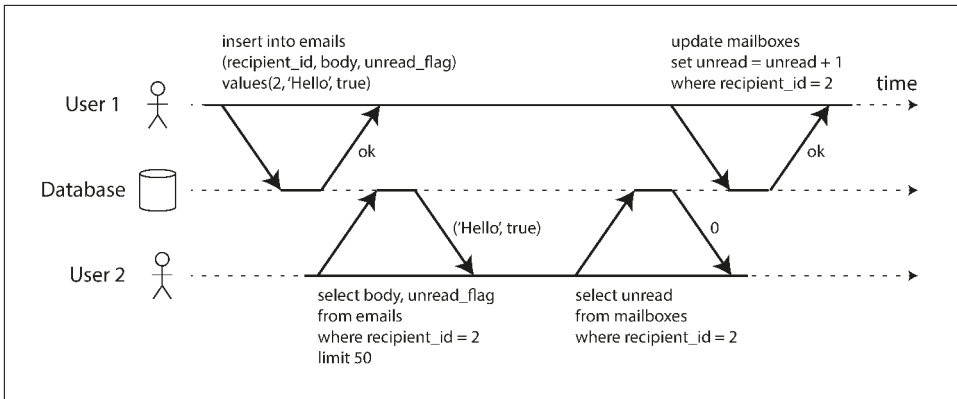 insert into emails
(recipient_id, body, unread_flag)
values(2, ‘Hello’, true)
update mailboxes
set unread = unread + 1
where recipient_id = 2
time
User 1
ok
ok
Database
(‘Hello’, true)
0
User 2
select body, unread_flag
from emails
where recipient_id = 2
limit 50
select unread
from mailboxes
where recipient_id = 2